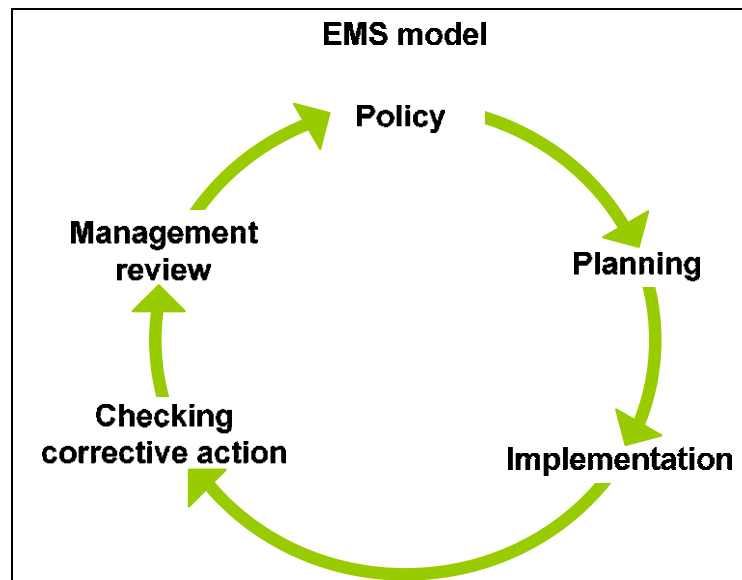 EMS model
Policy
Planning
Implementation
Checking
corrective action
Management
review